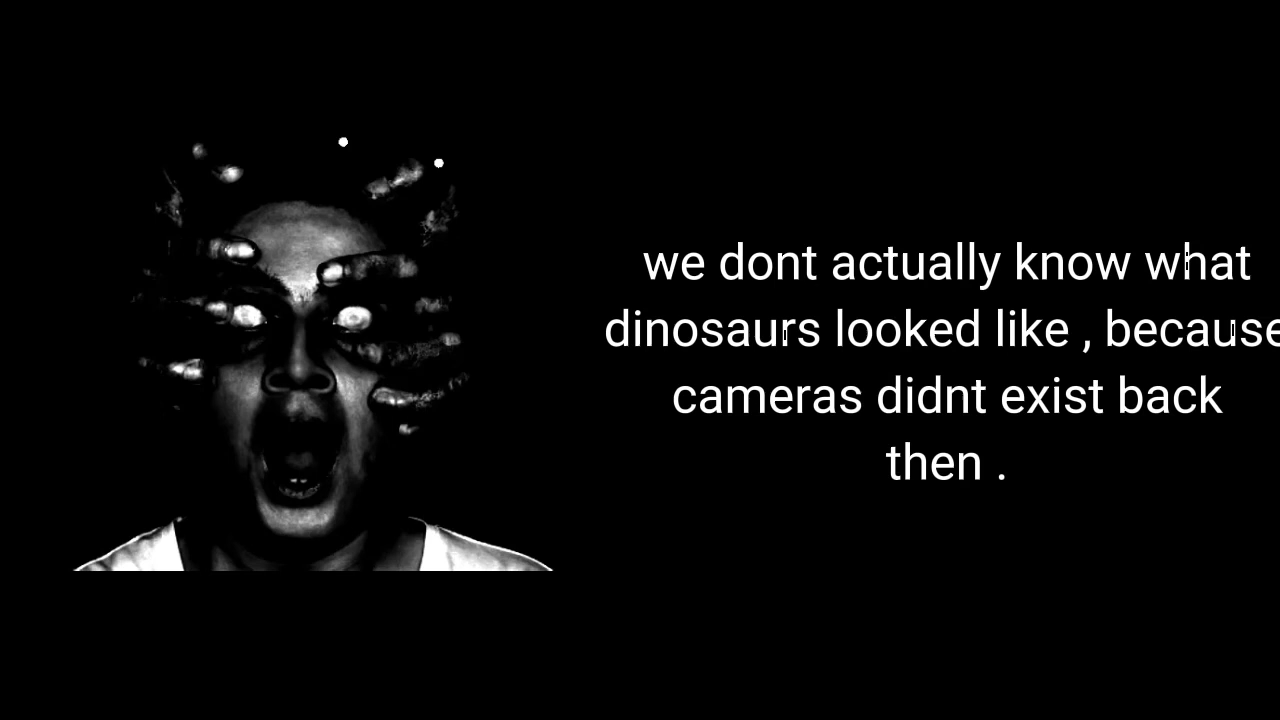 we dont actually know what
dinosaurs looked like , because
cameras didnt exist back
then .